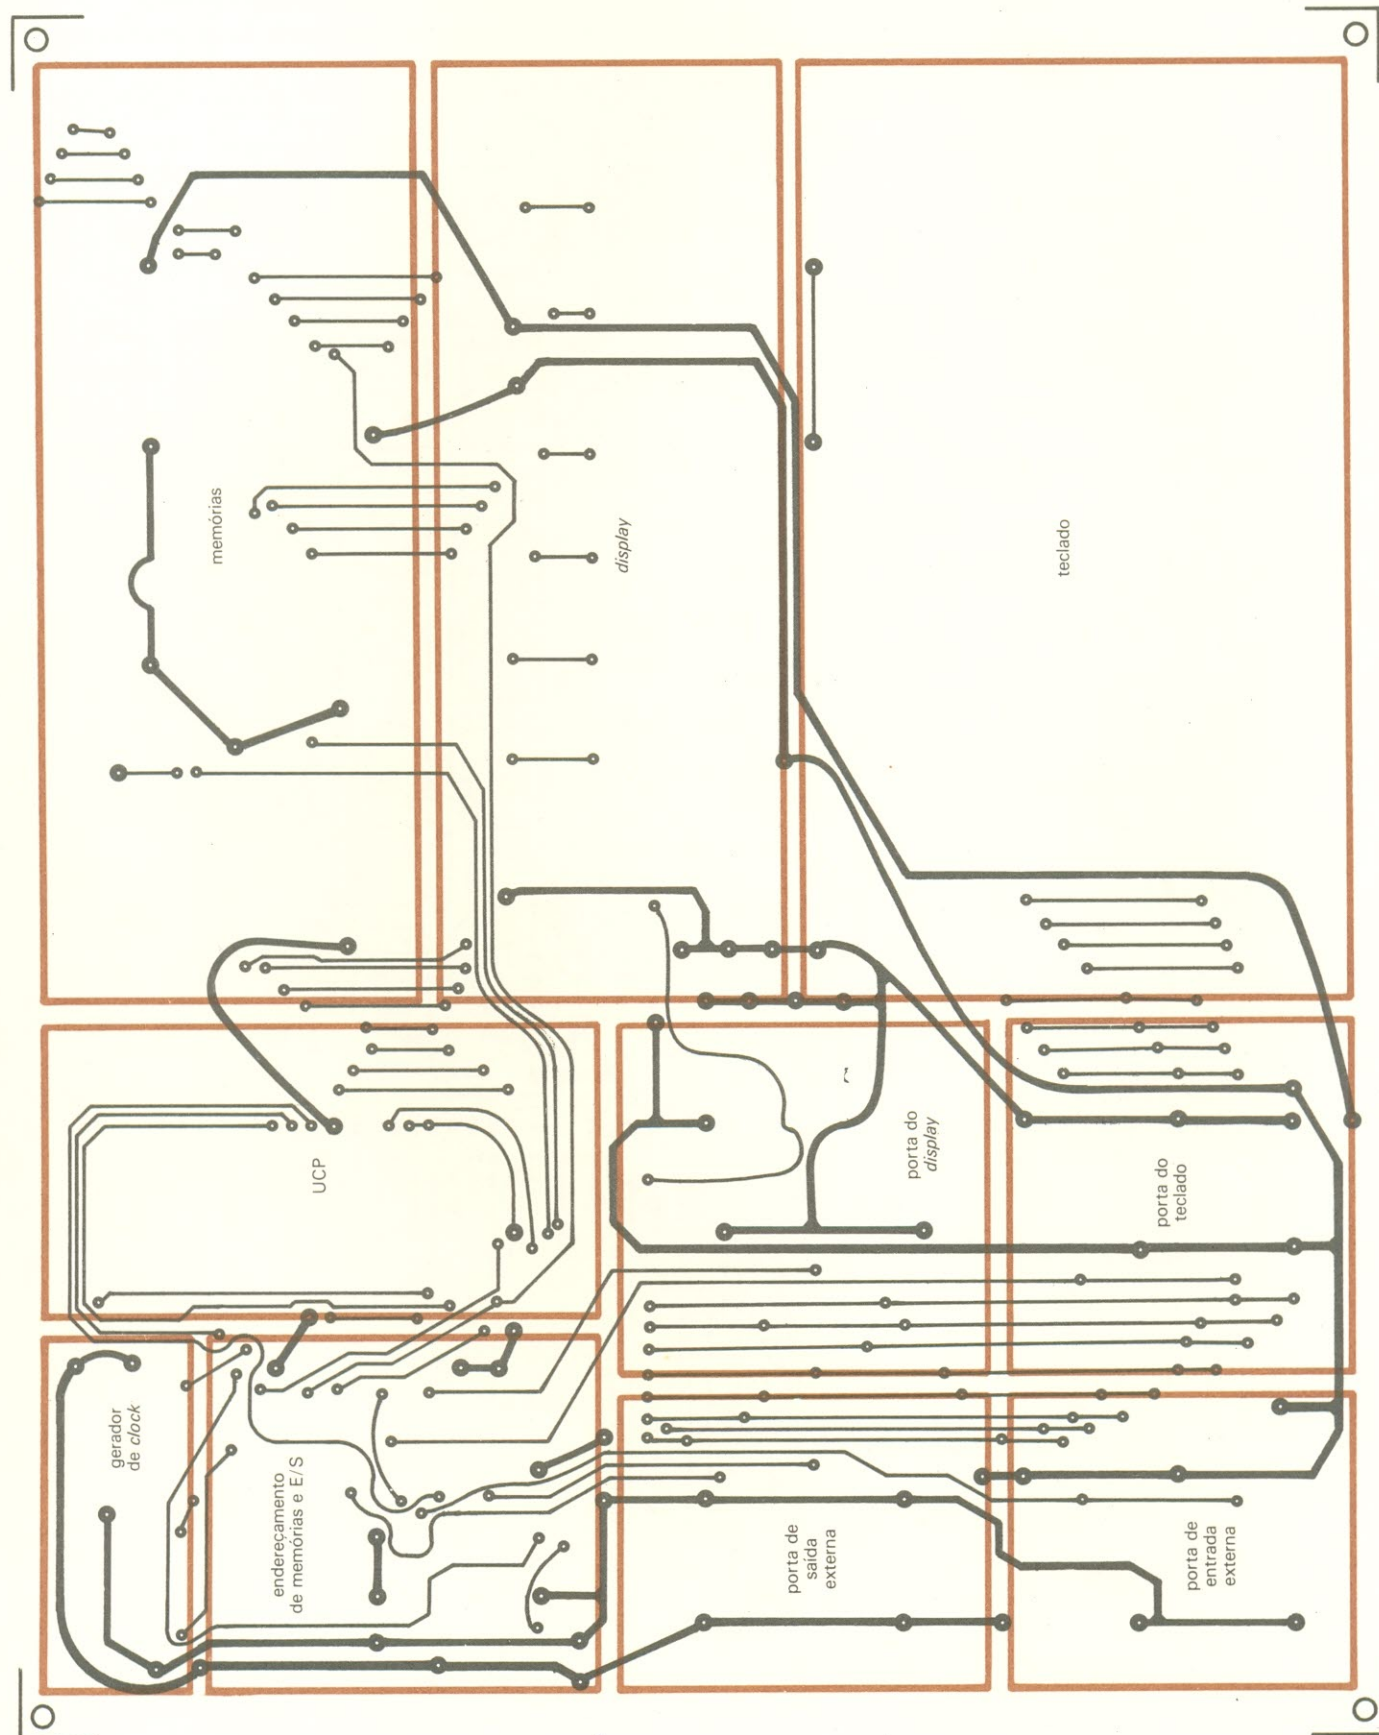 memórias
display
teclado
UCP
porta do
display
porta do
teclado
gerador
de clock
endereçamento
de memórias e E/S
porta de
saída
externa
porta de
entrada
externa